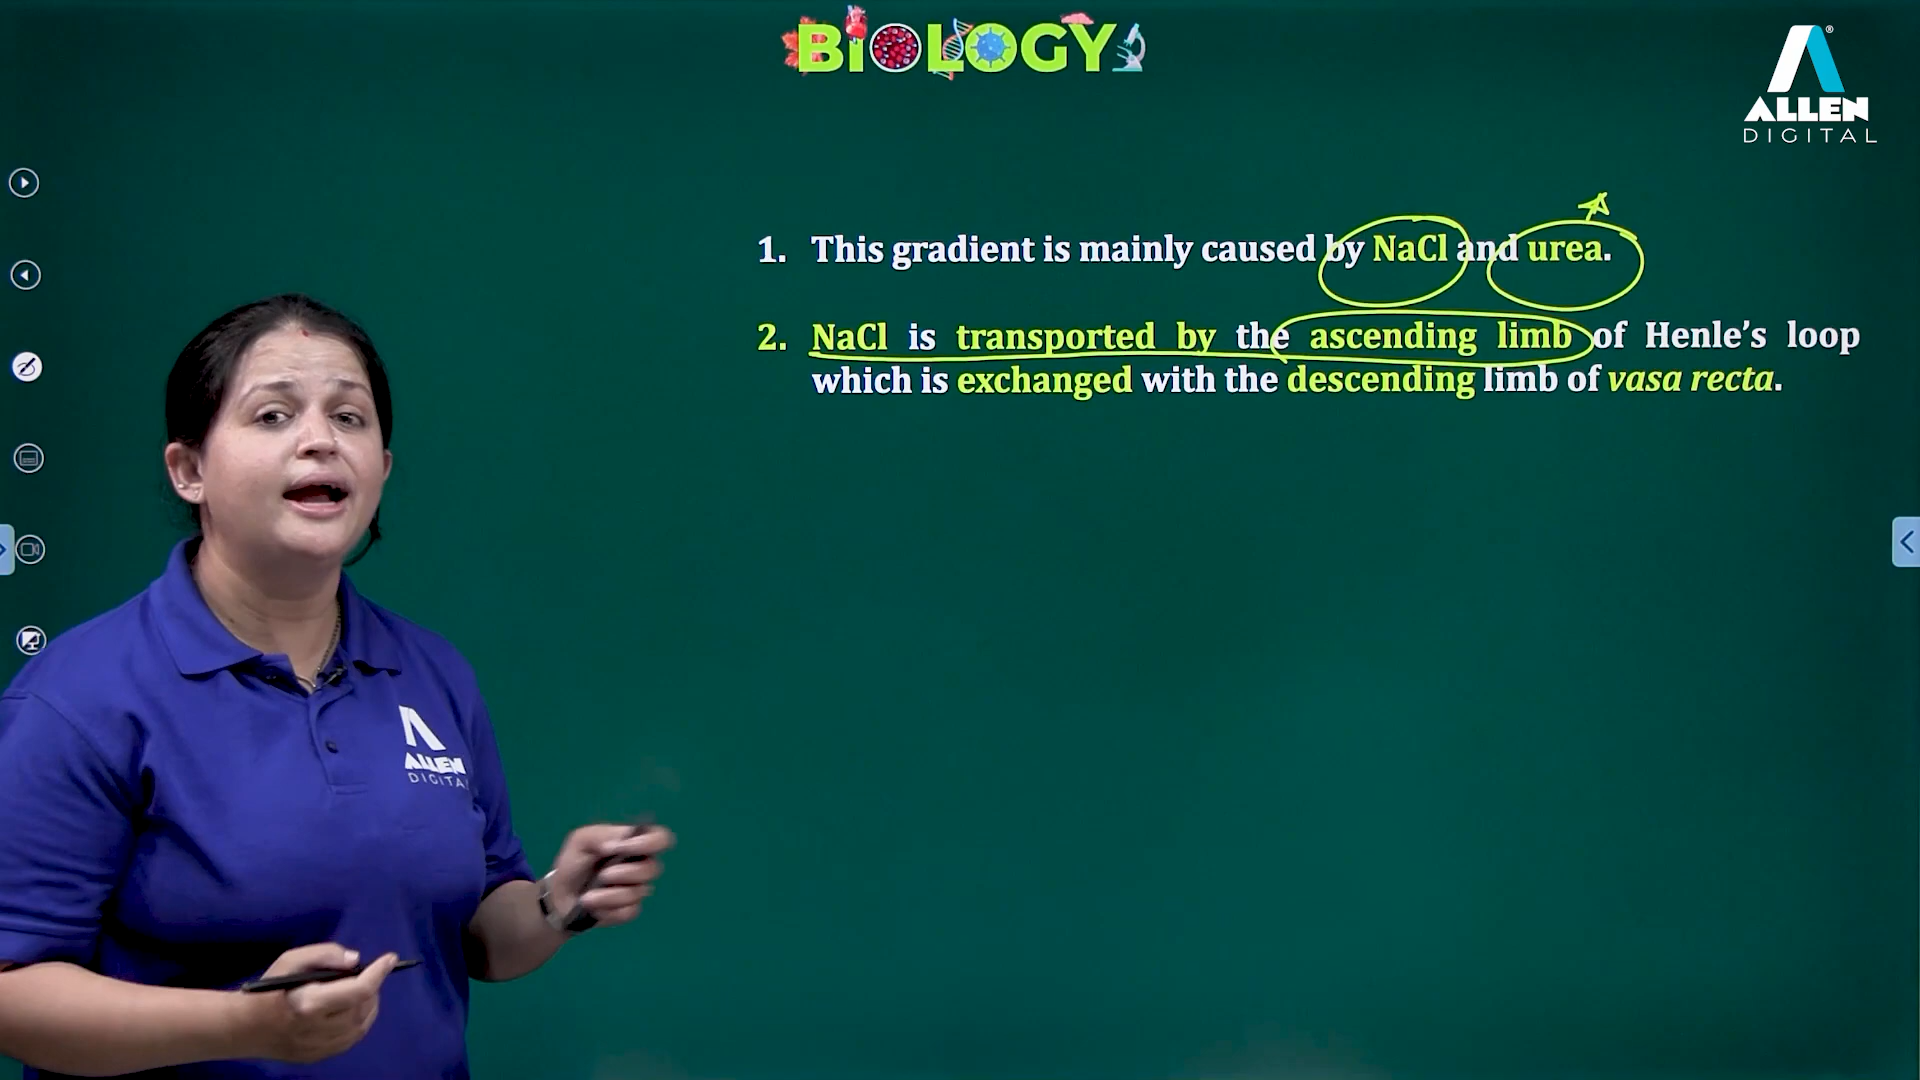 BIOLOGY
ALLEN
DIGITAL
1. This gradient is mainly caused by NaCl and urea.
2. NaCl is transported by the ascending limb of Henle’s loop
which is exchanged with the descending limb of vasa recta.
ALLEN
DIGITAL